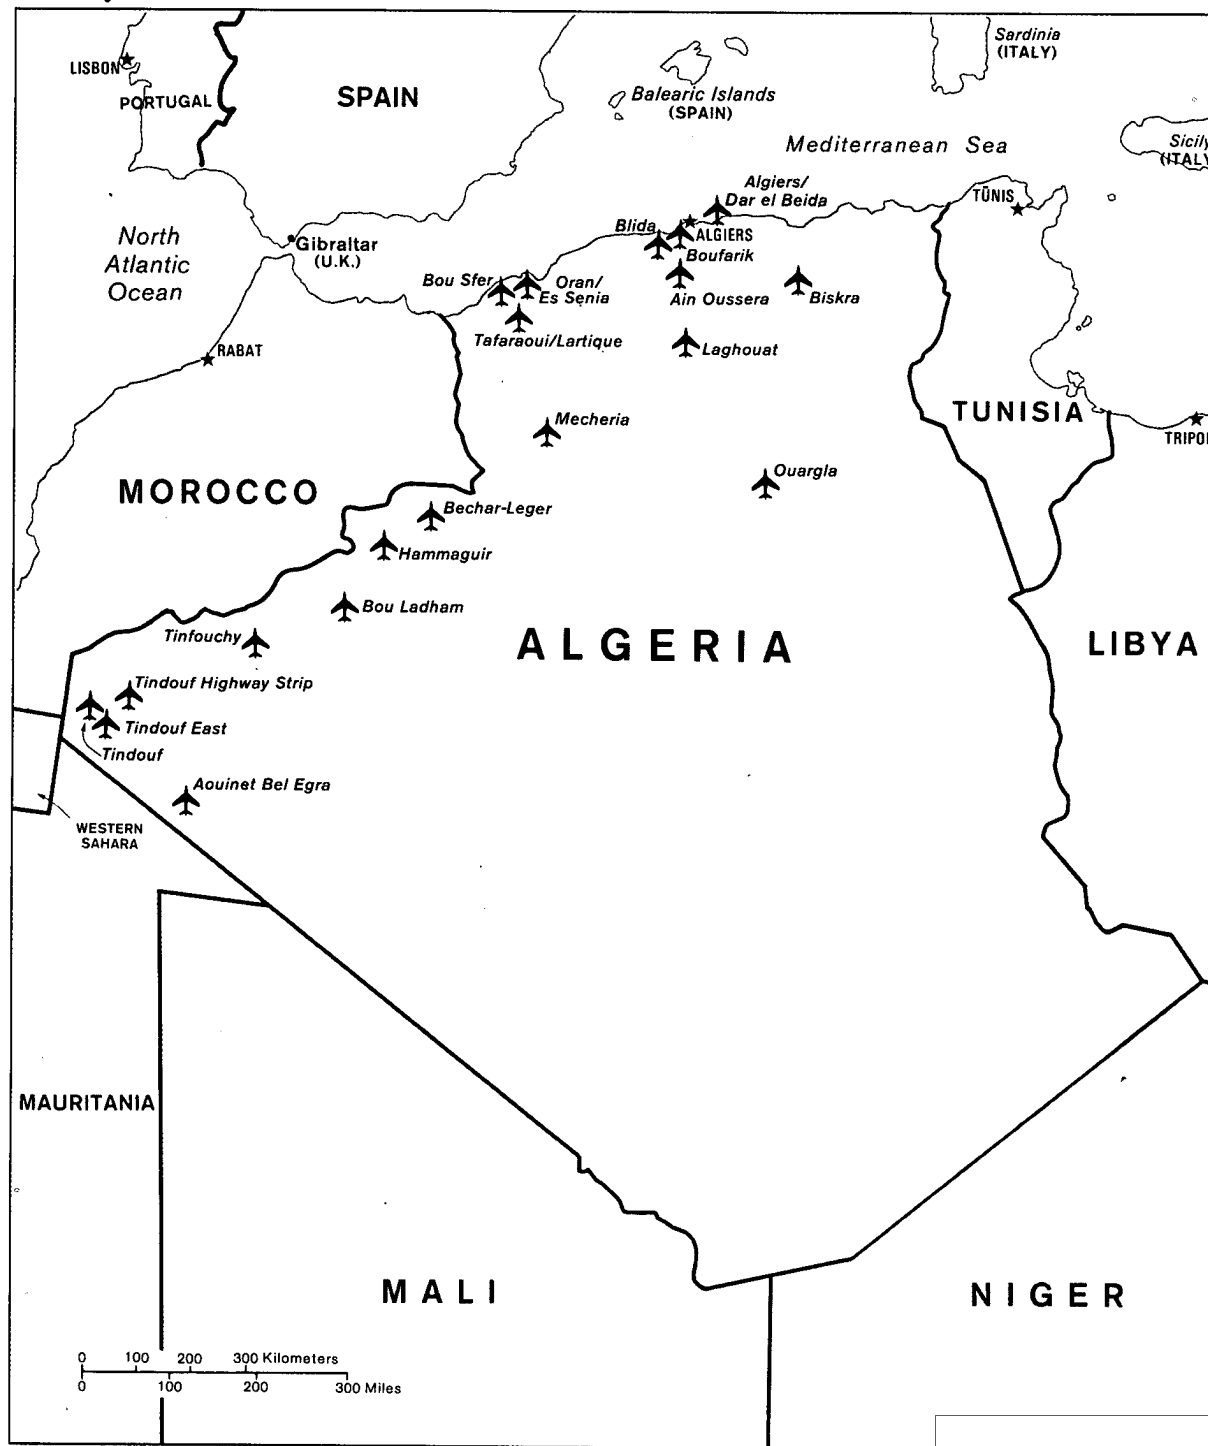 Sardinia
(ITALY)
LISBON
PORTUGAL
SPAIN
Balearic Islands
(SPAIN)
Mediterranean Sea
Sicily
(ITALY
Algiers/
Dar el Beida
TŪNIS
Blida
ALGIERS
North
Atlantic
Ocean
Gibraltar
(U.K.)
Boufarik
Bou Sfer
Oran/
Es Senia
Ain Oussera
Biskra
Tafaraoui/Lartique
Laghouat
RABAT
TUNISIA
Mecheria
TRIPOL
Ouargla
MOROCCO
Bechar-Leger
Hammaguir
Bou Ladham
Tinfouchy
ALGERIA
LIBYA
Tindouf Highway Strip
Tindouf East
Tindouf
Aouinet Bel Egra
WESTERN
SAHARA
MAURITANIA
MALI
NIGER
0 100 200 300 Kilometers
0 100 200 300 Miles